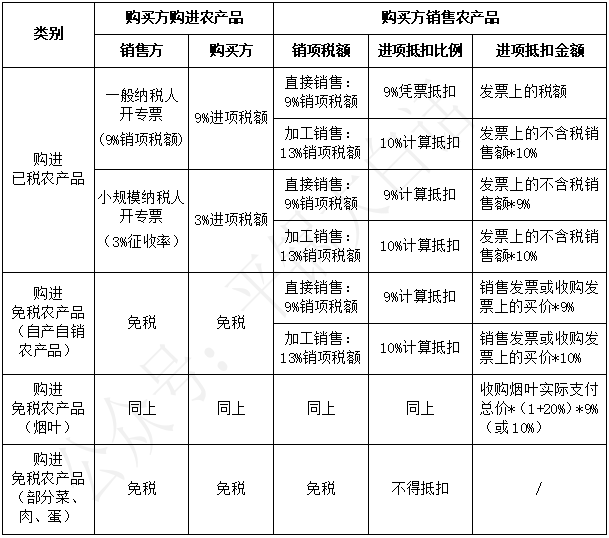 类别
购买方购进农产品
购买方销售农产品
销售方
购买方
销项税额
进项抵扣比例
进项抵扣金额
购进
已税农产品
一般纳税人
开专票
(9%销项税额)
9%进项税额
直接销售:
9%销项税额
9%凭票抵扣
发票上的税额
加工销售:
13%销项税额
10%计算抵扣
发票上的不含税销
售额*10%
小规模纳税人
开专票
(3%征收率)
3%进项税额
直接销售:
9%销项税额
9%计算抵扣
发票上的不含税销
售额*9%
加工销售:
13%销项税额
10%计算抵扣
发票上的不含税销
售额*10%
购进
免税农产品
(自产自销
农产品)
免税
免税
直接销售:
9%销项税额
9%计算抵扣
销售发票或收购发
票上的买价*9%
加工销售:
13%销项税额
10%计算抵扣
销售发票或收购发
票上的买价*10%
购进
免税农产品
(烟叶)
同上
同上
同上
同上
收购烟叶实际支付
总价*(1+20%)*9%
(或10%)
购进
免税农产品
(部分菜、
肉、蛋)
免税
免税
免税
不得抵扣
/